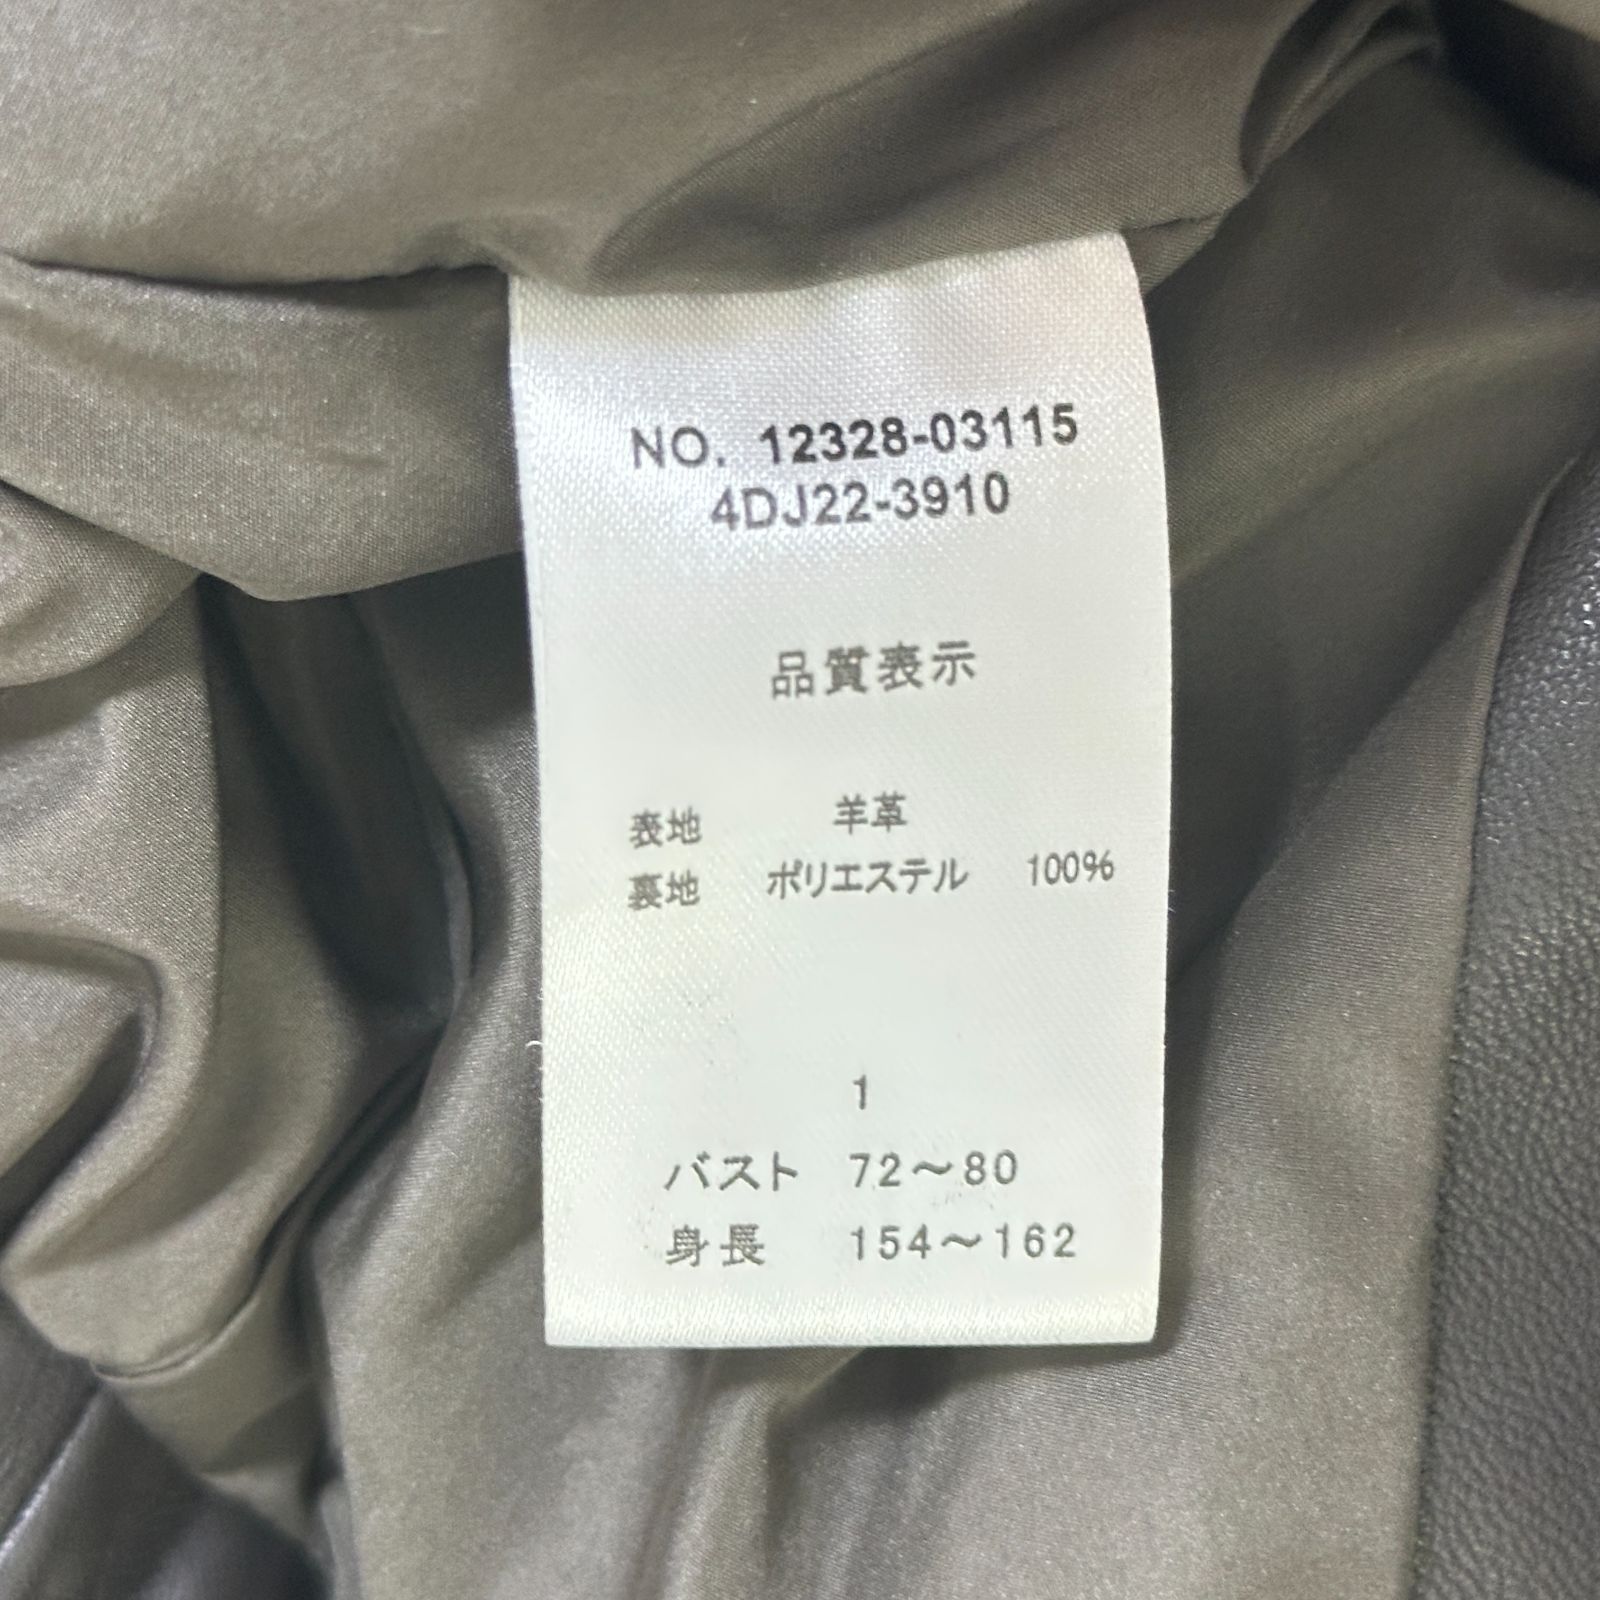 NO. 12328-03115
4DJ22-3910
品質表示
表地 羊革
裏地 ポリエステル 100%
1
バスト 72～80
身長 154～162